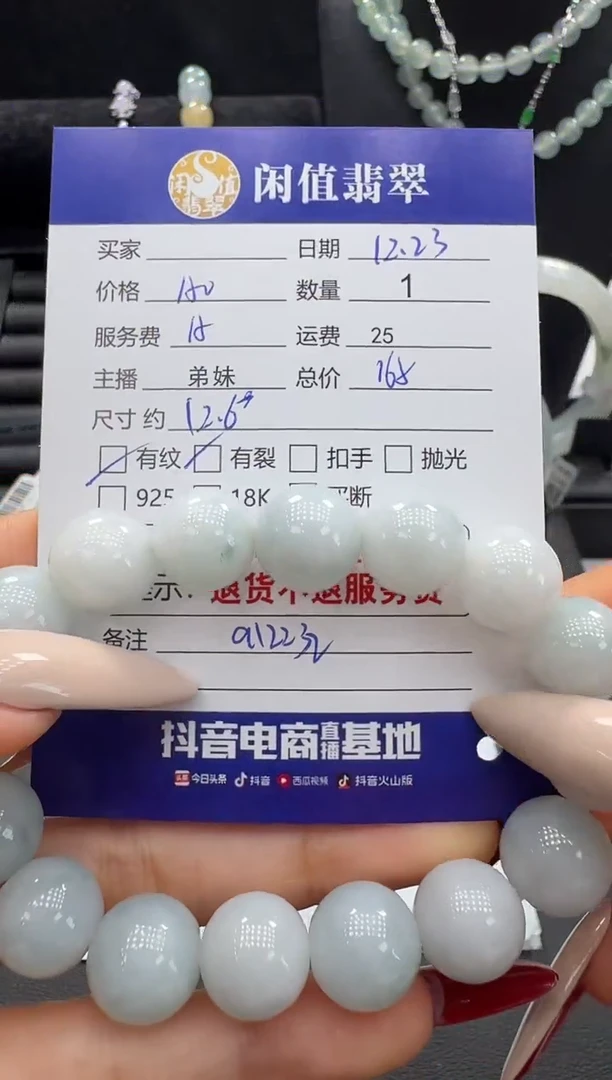 闲值翡翠 闲值翡翠
买家 日期 12.23
价格 数量 1
服务费 运费 25
主播 弟妹 总价 168
尺寸 约 12.6
有纹 有裂 扣手 抛光
925 18K 断
示: 退货不退服务费
备注
抖音电商直播基地
头条 今日头条 抖音 西瓜视频 抖音火山版